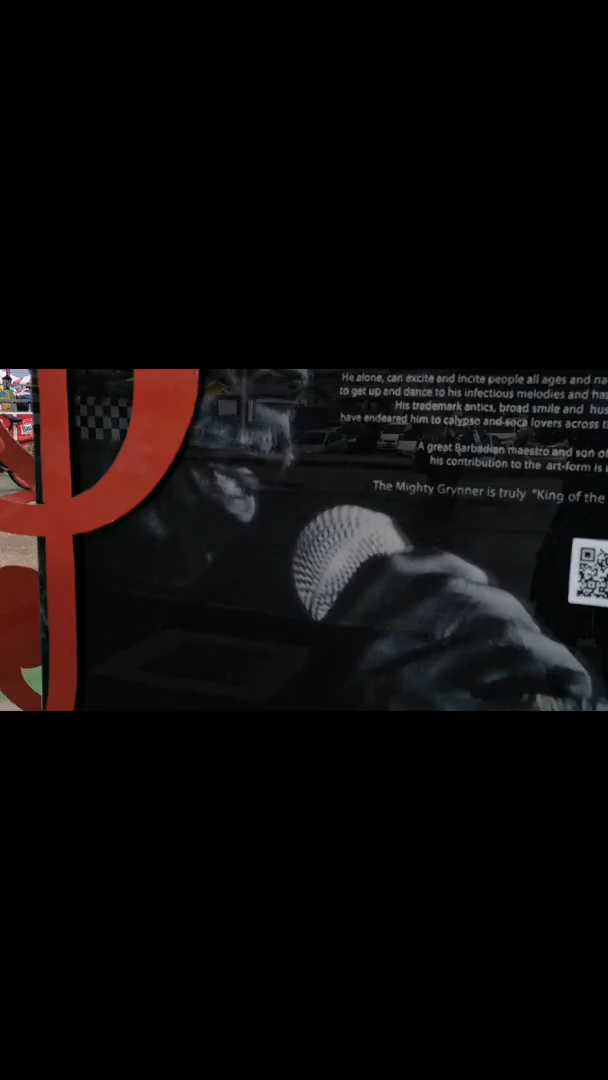 He alone, can excite and incite people all ages and na
to get up and dance to his infectious melodies and ha
His trademark antics, broad smile and hus
have endeared him to calypso and soca lovers across t
A great Barbadian maestro and son of
his contribution to the art-form is
The Mighty Grynner is truly "King of the